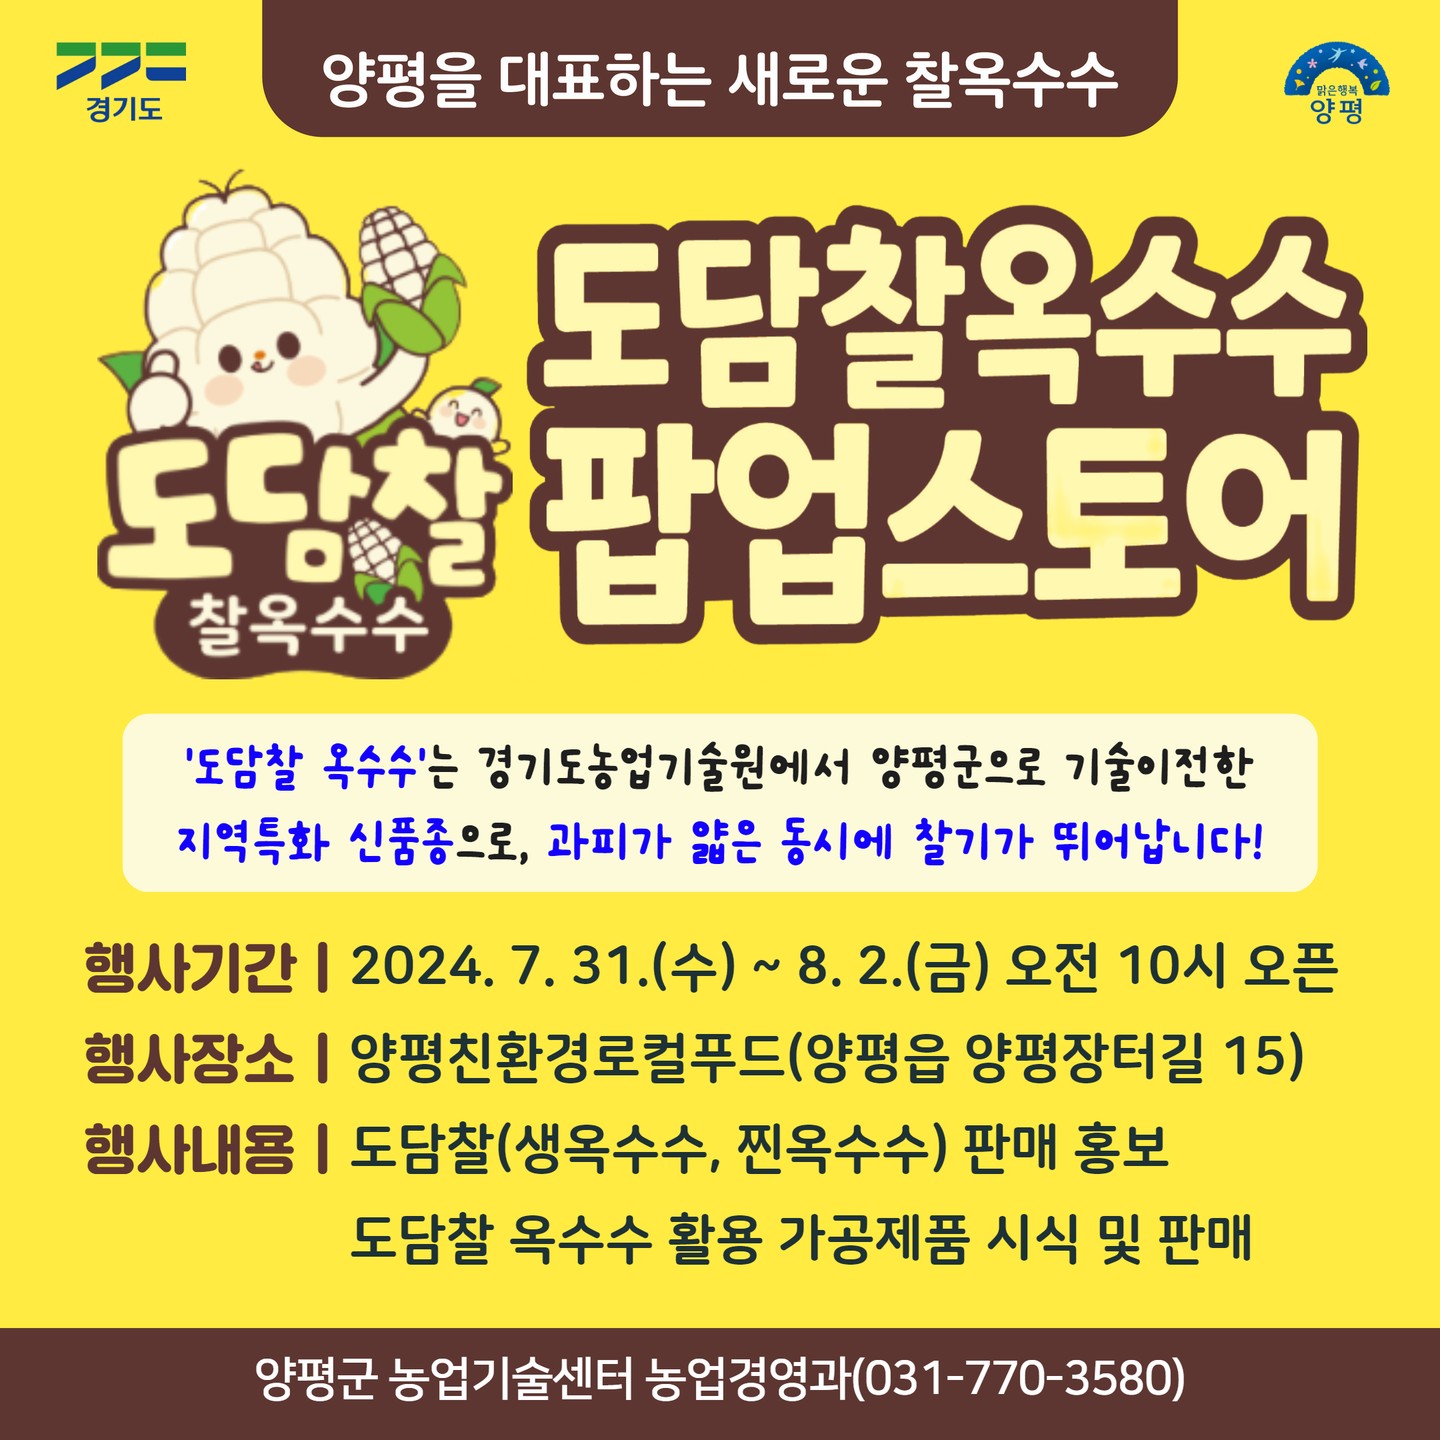 경기도
양평을 대표하는 새로운 찰옥수수
맑은행복
양평
도담찰
찰옥수수
도담찰옥수수
팝업스토어
'도담찰 옥수수'는 경기도농업기술원에서 양평군으로 기술이전한
지역특화 신품종으로, 과피가 얇은 동시에 찰기가 뛰어납니다!
행사기간 | 2024. 7. 31.(수) ~ 8. 2.(금) 오전 10시 오픈
행사장소 | 양평친환경로컬푸드(양평읍 양평장터길 15)
행사내용 | 도담찰(생옥수수, 찐옥수수) 판매 홍보
도담찰 옥수수 활용 가공제품 시식 및 판매
양평군 농업기술센터 농업경영과(031-770-3580)